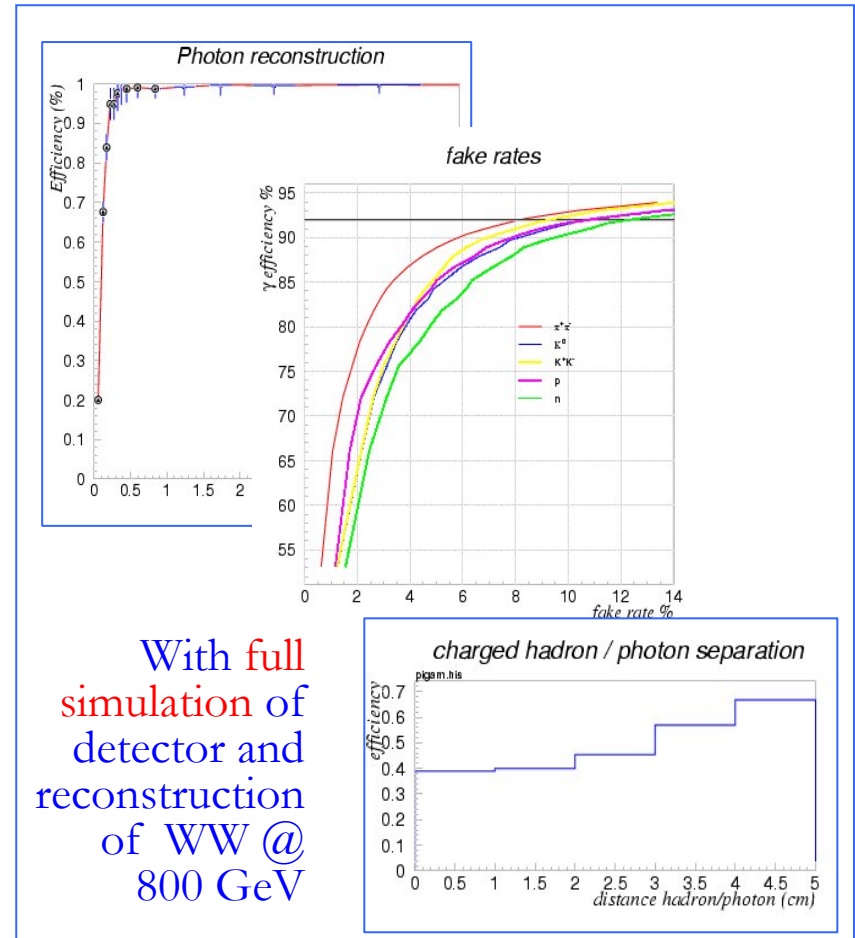 Photon reconstruction
Efficiency (%)
1
0.9
0.8
0.7
0.6
0.5
0.4
0.3
0.2
0.1
0
0 0.5 1 1.5 2
fake rates
γ efficiency %
95
90
85
80
75
70
65
60
55
π⁺π⁻
K⁰
K⁺K⁻
p
n
0 2 4 6 8 10 12 14
fake rate %
With full
simulation of
detector and
reconstruction
of WW @
800 GeV
charged hadron / photon separation
pigam.his
efficiency
0.7
0.6
0.5
0.4
0.3
0.2
0.1
0
0 0.5 1 1.5 2 2.5 3 3.5 4 4.5 5
distance hadron/photon (cm)